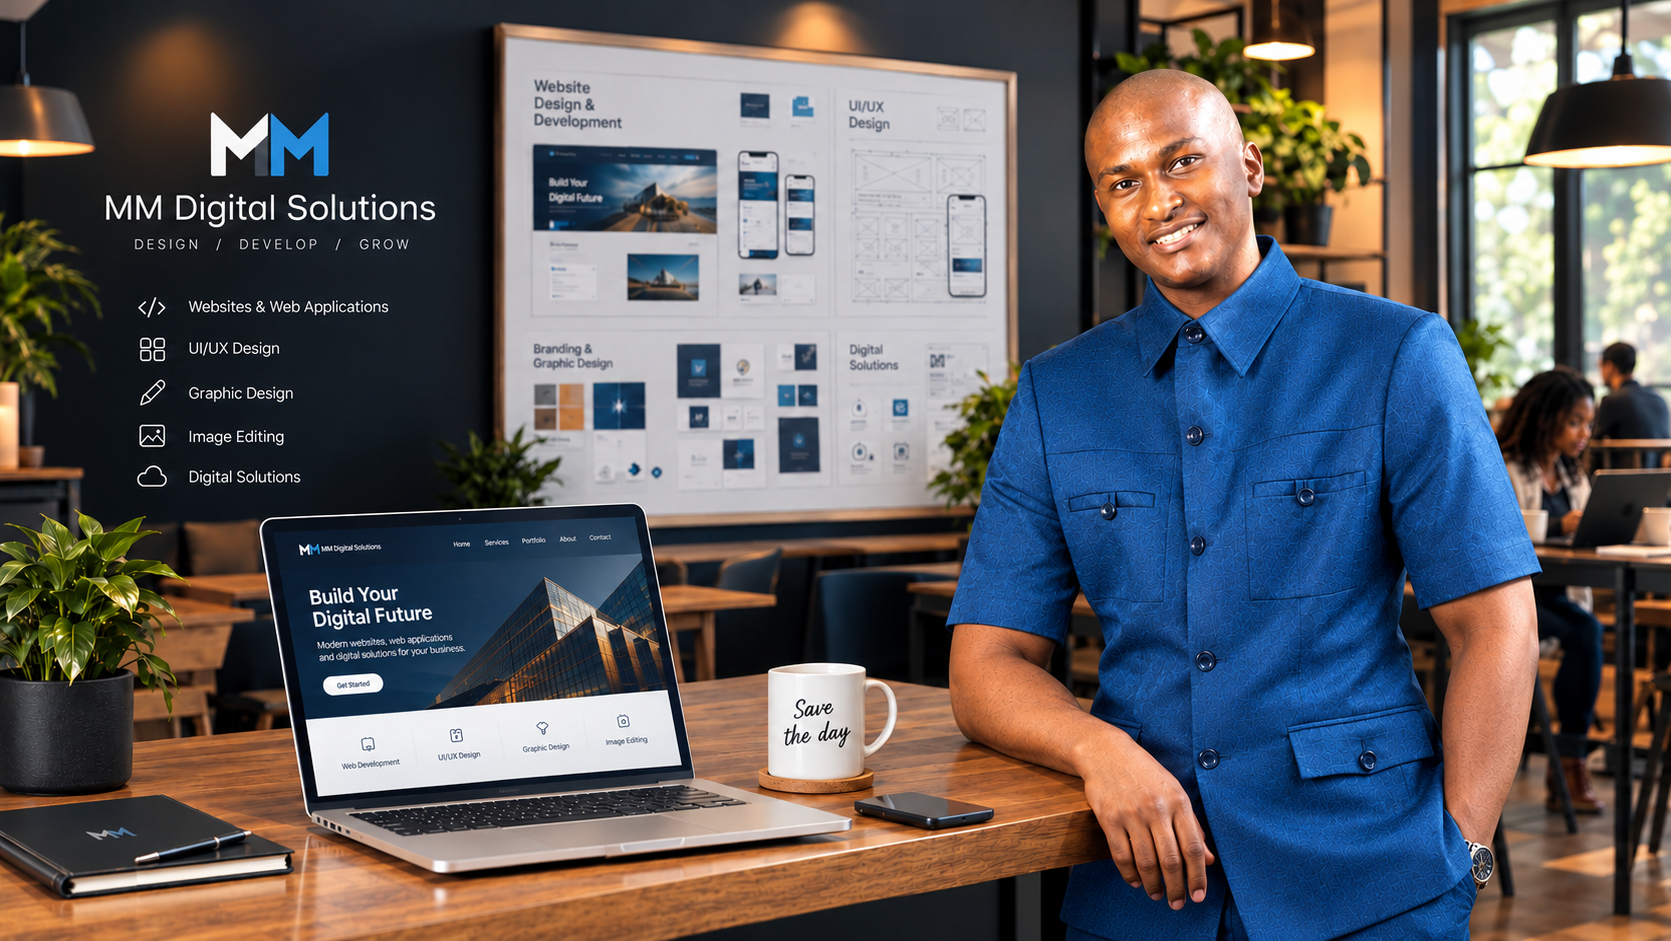 MM
MM Digital Solutions
DESIGN / DEVELOP / GROW
Websites & Web Applications
UI/UX Design
Graphic Design
Image Editing
Digital Solutions
Website
Design &
Development
Build Your
Digital Future
UI/UX
Design
Branding &
Graphic Design
Digital
Solutions
MM MM Digital Solutions
Home Services Portfolio About Contact
Build Your
Digital Future
Modern websites, web applications
and digital solutions for your business.
Get Started
Web Development UI/UX Design Graphic Design Image Editing
Save
the day
MM